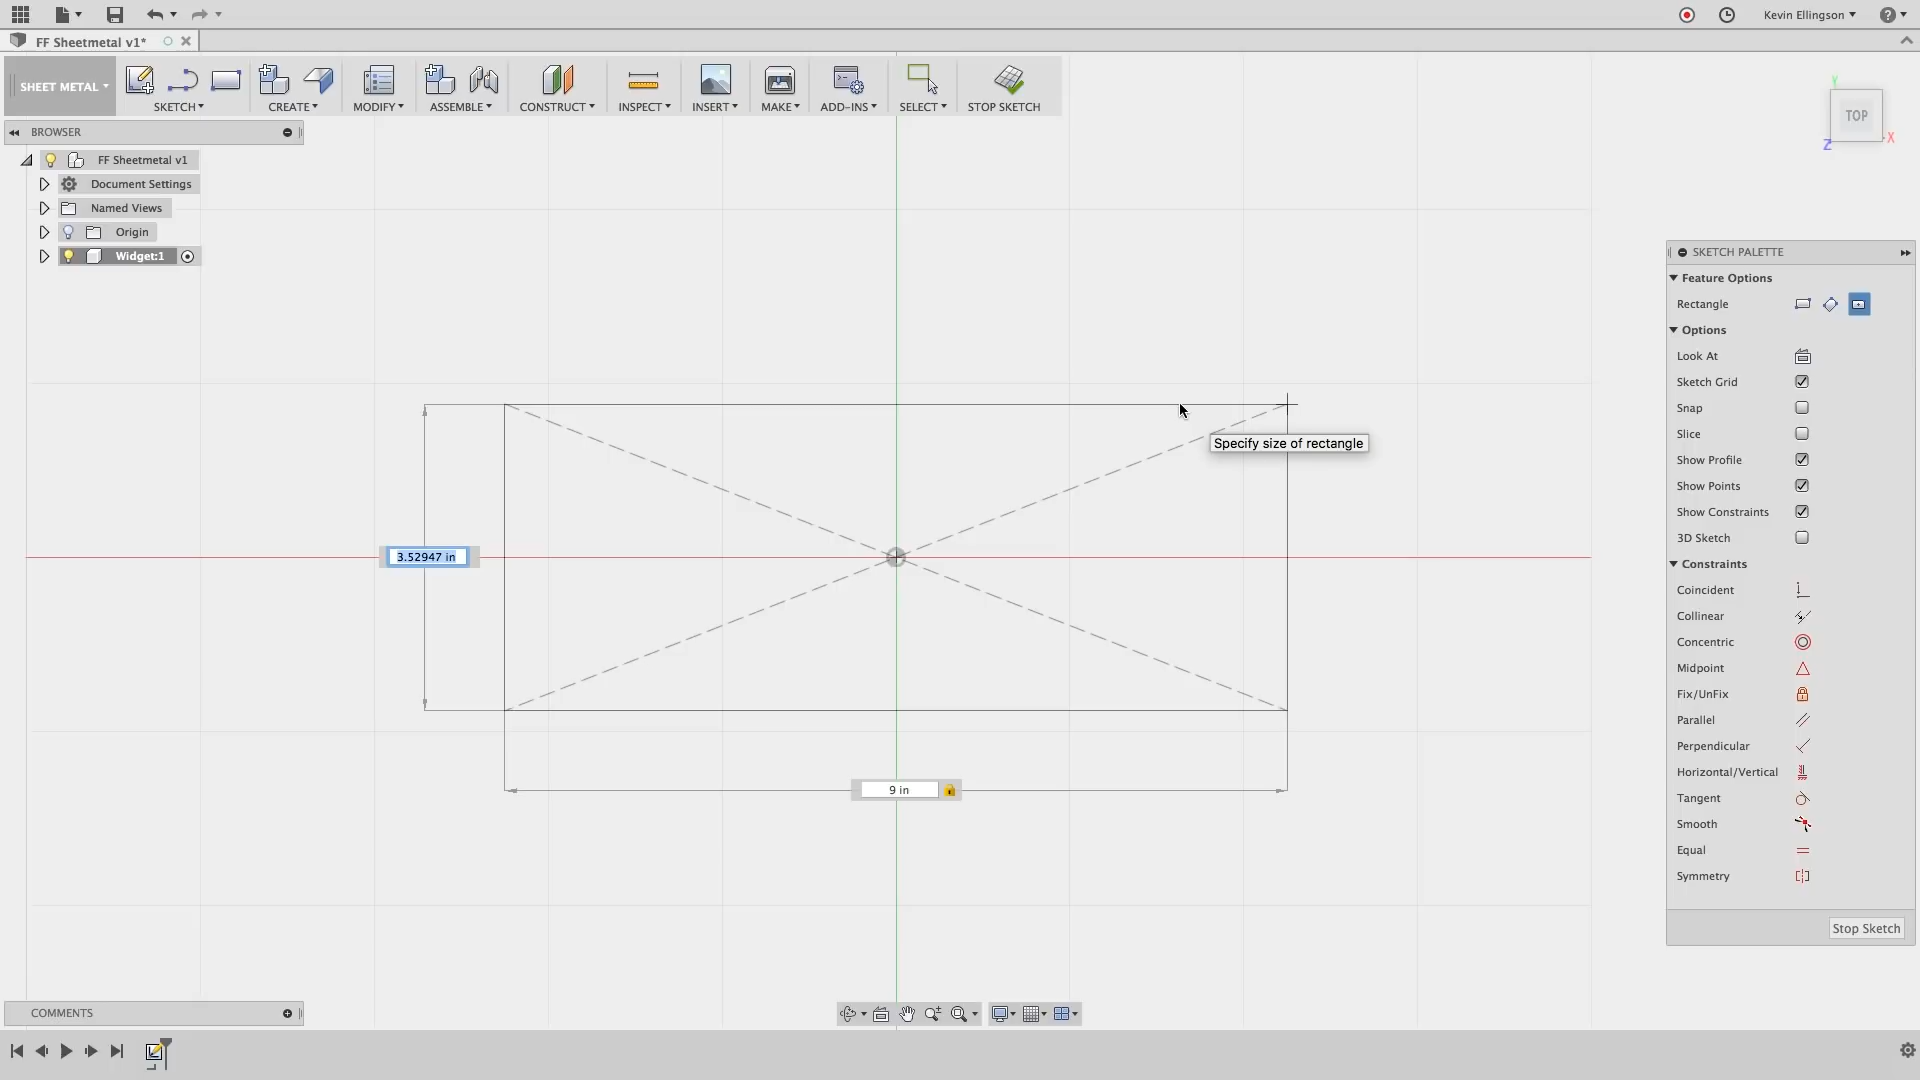 Kevin Ellingson
?
FF Sheetmetal v1*
SHEET METAL
SKETCH
CREATE
MODIFY
ASSEMBLE
CONSTRUCT
INSPECT
INSERT
MAKE
ADD-INS
SELECT
STOP SKETCH
Y
TOP
X
Z
BROWSER
FF Sheetmetal v1
Document Settings
Named Views
Origin
Widget:1
Specify size of rectangle
3.52947 in
9 in
SKETCH PALETTE
Feature Options
Rectangle
Options
Look At
Sketch Grid
Snap
Slice
Show Profile
Show Points
Show Constraints
3D Sketch
Constraints
Coincident
Collinear
Concentric
Midpoint
Fix/UnFix
Parallel
Perpendicular
Horizontal/Vertical
Tangent
Smooth
Equal
Symmetry
Stop Sketch
COMMENTS